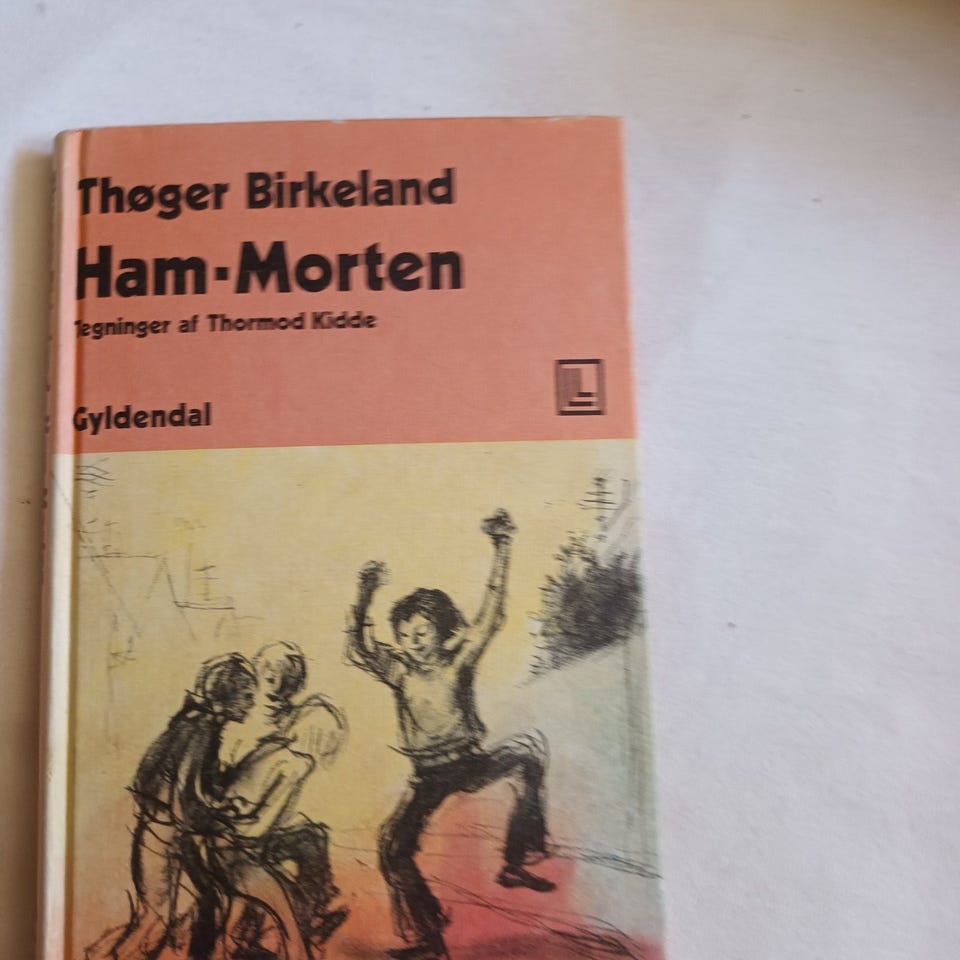 Thøger Birkeland
Ham-Morten
Tegninger af Thormod Kidde
Gyldendal